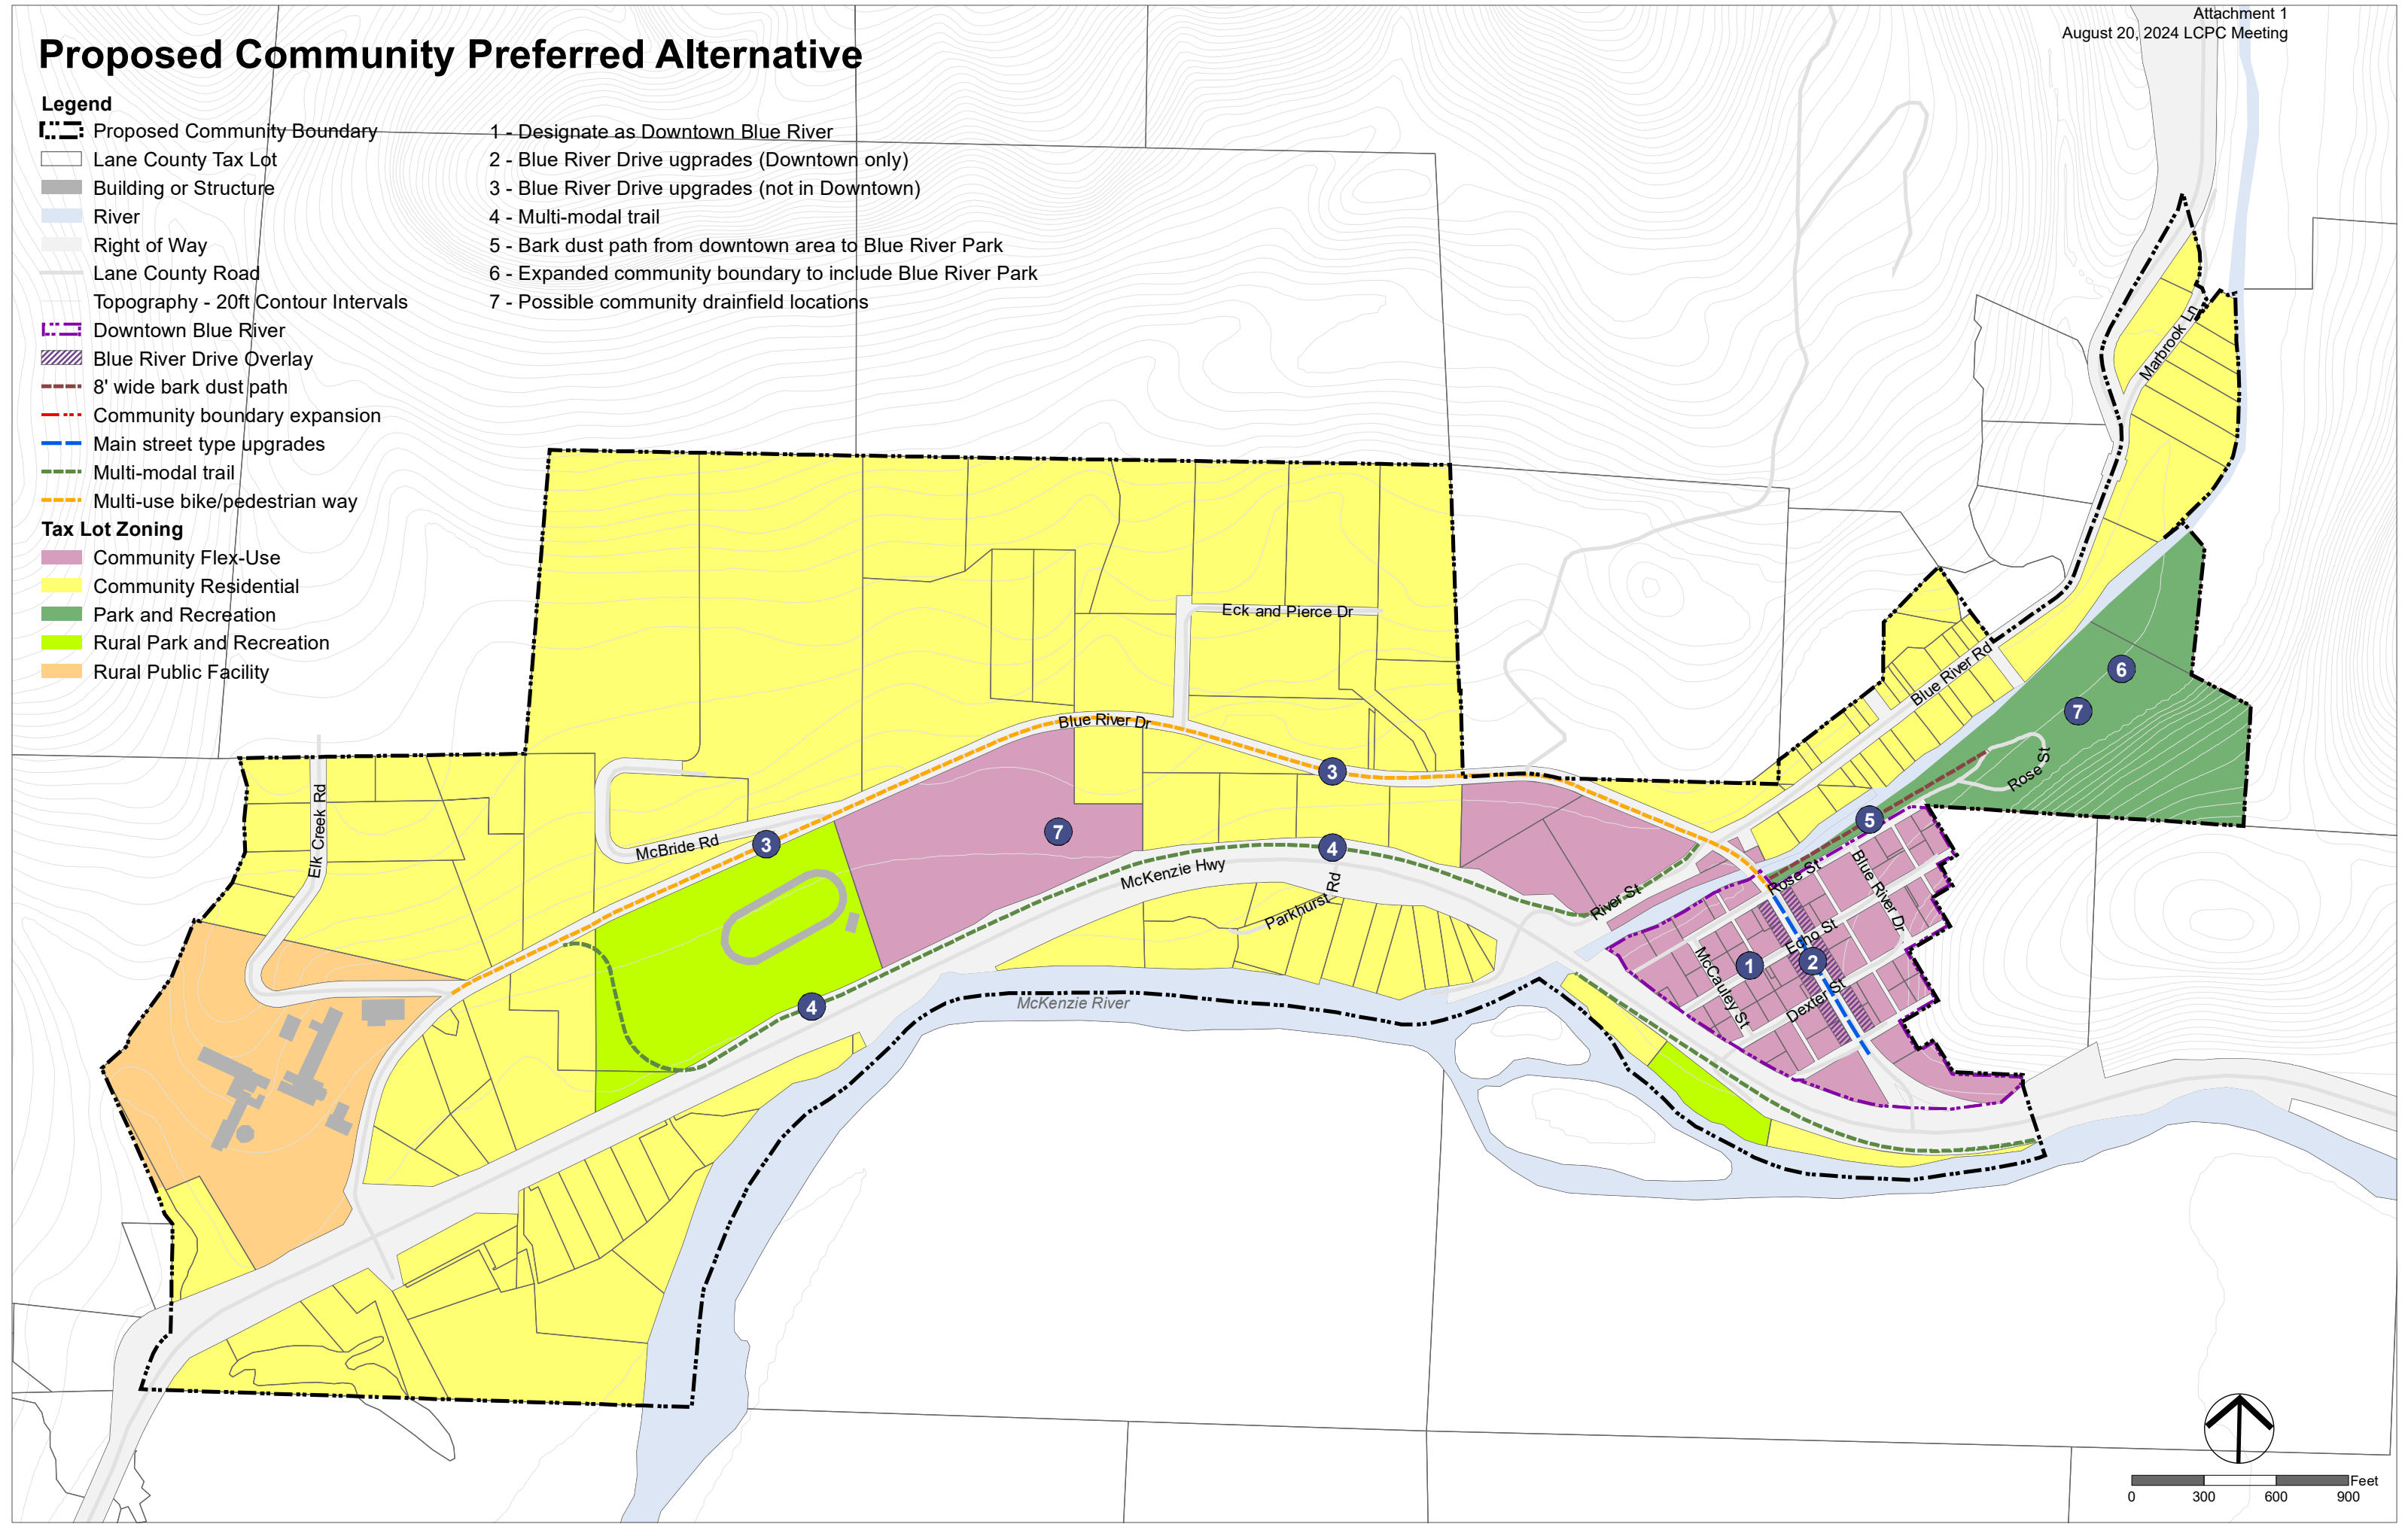 Attachment 1
August 20, 2024 LCPC Meeting
Proposed Community Preferred Alternative
Legend
Proposed Community Boundary
Lane County Tax Lot
Building or Structure
River
Right of Way
Lane County Road
Topography - 20ft Contour Intervals
Downtown Blue River
Blue River Drive Overlay
8' wide bark dust path
Community boundary expansion
Main street type upgrades
Multi-modal trail
Multi-use bike/pedestrian way
Tax Lot Zoning
Community Flex-Use
Community Residential
Park and Recreation
Rural Park and Recreation
Rural Public Facility
1 - Designate as Downtown Blue River
2 - Blue River Drive ugprades (Downtown only)
3 - Blue River Drive upgrades (not in Downtown)
4 - Multi-modal trail
5 - Bark dust path from downtown area to Blue River Park
6 - Expanded community boundary to include Blue River Park
7 - Possible community drainfield locations
Marbrook Ln
Eck and Pierce Dr
Blue River Rd
6
7
Blue River Dr
3
Rose St
Elk Creek Rd
McBride Rd
3
7
4
5
McKenzie Hwy
Parkhurst Rd
River St
Rose St
Blue River Dr
Echo St
1
2
McCauley St
Dexter St
4
McKenzie River
Feet
0 300 600 900